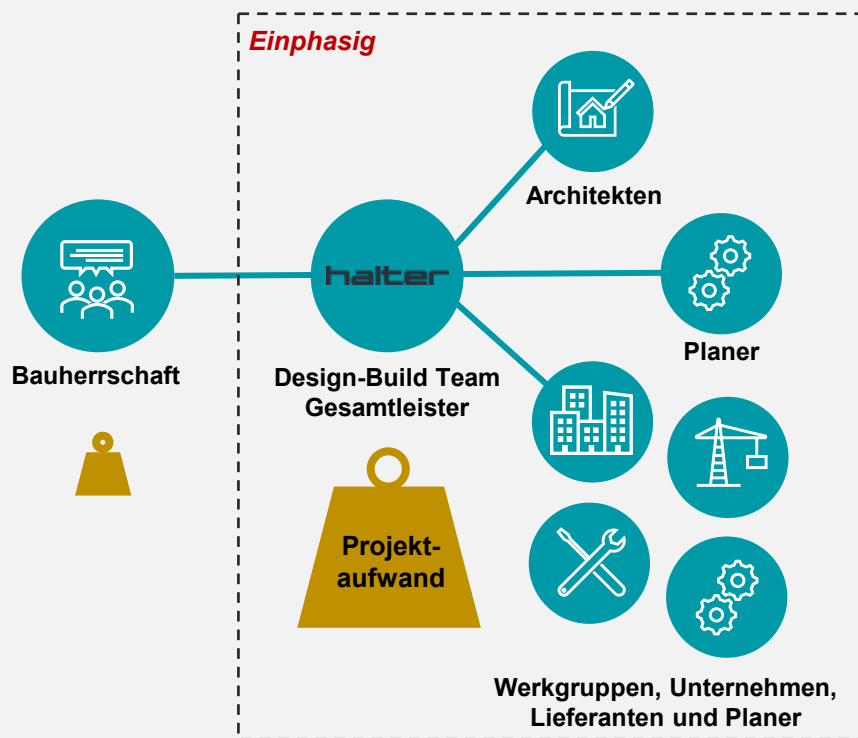 Einphasig
Architekten
halter
Planer
Bauherrschaft
Design-Build Team
Gesamtleister
Projekt-
aufwand
Werkgruppen, Unternehmen,
Lieferanten und Planer